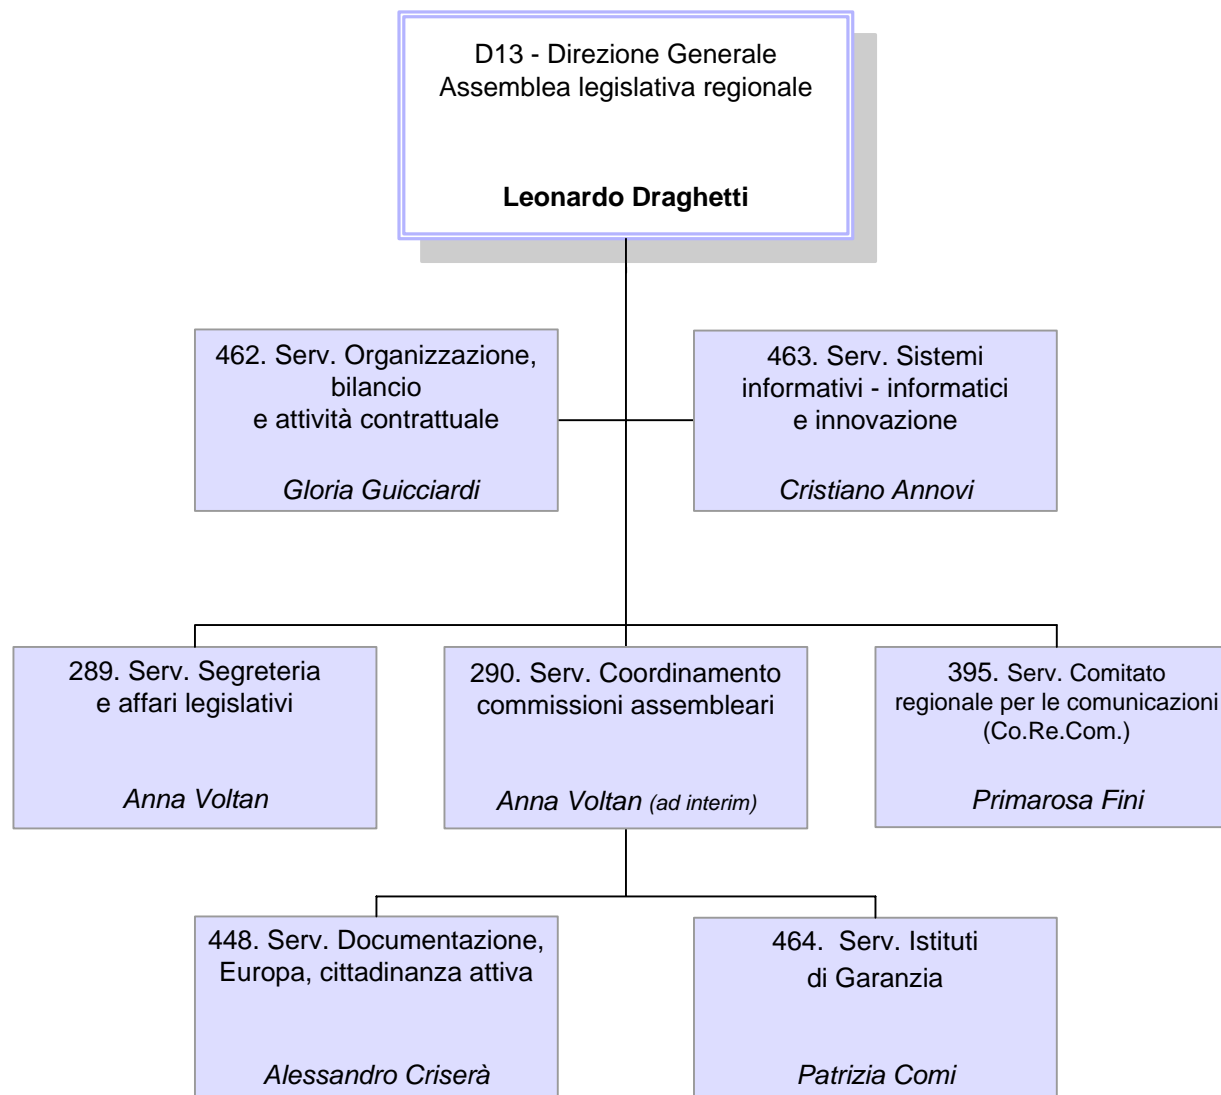 D13 - Direzione Generale
Assemblea legislativa regionale
Leonardo Draghetti
462. Serv. Organizzazione,
bilancio
e attività contrattuale
Gloria Guicciardi
463. Serv. Sistemi
informativi - informatici
e innovazione
Cristiano Annovi
289. Serv. Segreteria
e affari legislativi
Anna Voltan
290. Serv. Coordinamento
commissioni assembleari
Anna Voltan (ad interim)
395. Serv. Comitato
regionale per le comunicazioni
(Co.Re.Com.)
Primarosa Fini
448. Serv. Documentazione,
Europa, cittadinanza attiva
Alessandro Criserà
464. Serv. Istituti
di Garanzia
Patrizia Comi